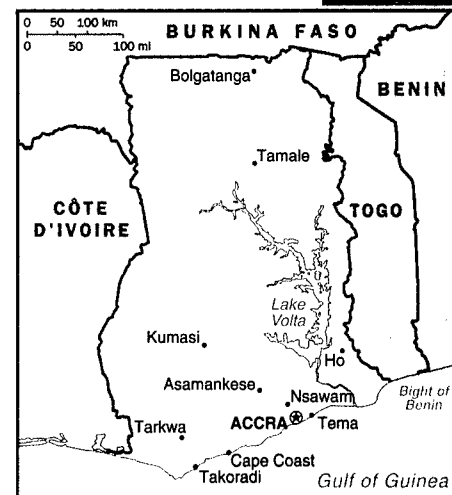 0 50 100 km
0 50 100 mi
BURKINA FASO
Bolgatanga
BENIN
Tamale
CÔTE
D'IVOIRE
TOGO
Lake
Volta
Kumasi
Ho
Asamankese
Nsawam
Bight of
Benin
ACCRA
Tema
Tarkwa
Cape Coast
Takoradi
Gulf of Guinea